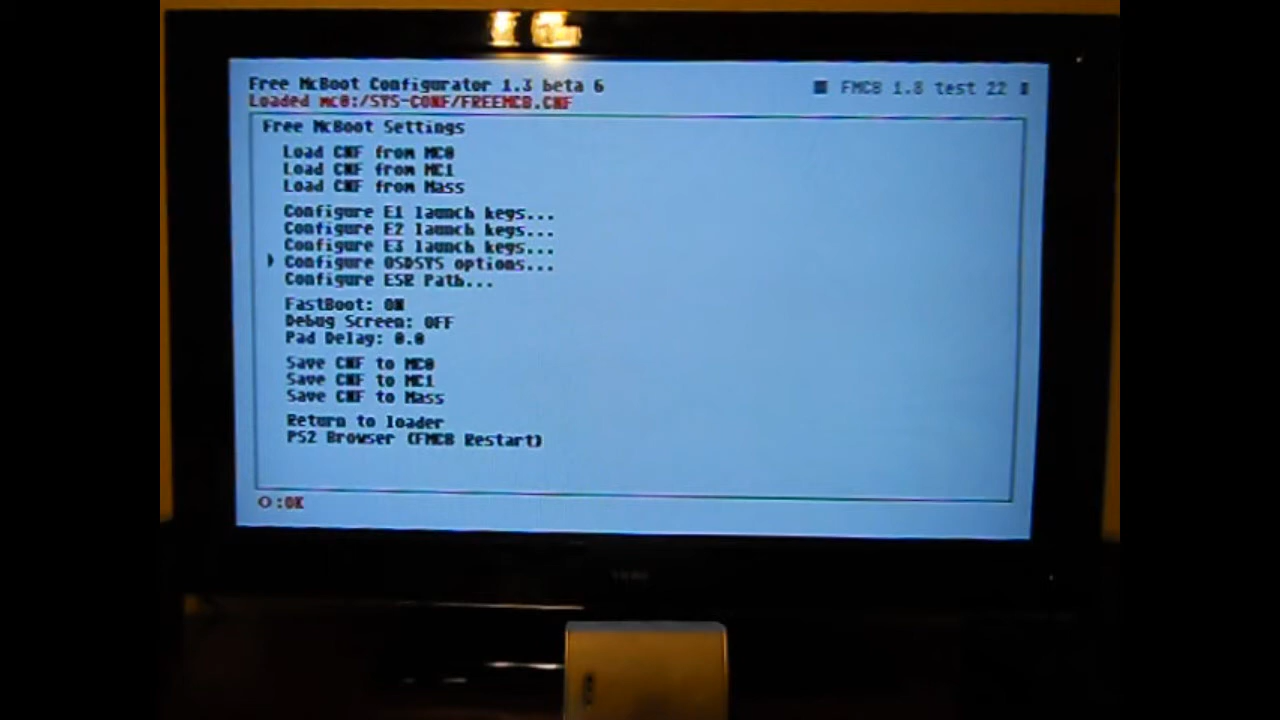 Free McBoot Configurator 1.3 beta 6
FMCB 1.8 test 22
Loaded mc0:/SYS-CONF/FREEMCB.CNF
Free McBoot Settings
Load CNF from MC0
Load CNF from MC1
Load CNF from Mass
Configure E1 launch keys...
Configure E2 launch keys...
Configure E3 launch keys...
Configure OSDSYS options...
Configure ESR Path...
FastBoot: ON
Debug Screen: OFF
Pad Delay: 0.0
Save CNF to MC0
Save CNF to MC1
Save CNF to Mass
Return to loader
PS2 Browser (FMCB Restart)
O:OK